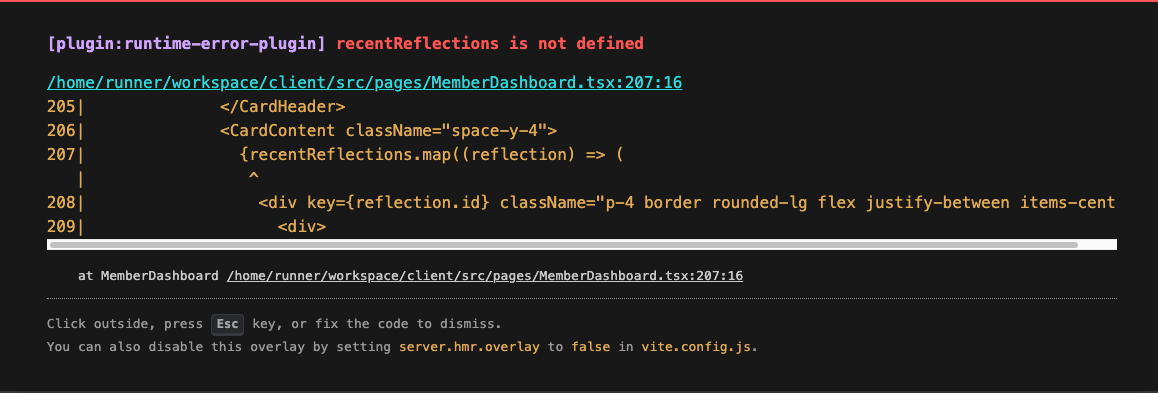 [plugin:runtime-error-plugin] recentReflections is not defined
/home/runner/workspace/client/src/pages/MemberDashboard.tsx:207:16
205|              </CardHeader>
206|              <CardContent className="space-y-4">
207|                {recentReflections.map((reflection) => (
   |                 ^
208|                  <div key={reflection.id} className="p-4 border rounded-lg flex justify-between items-cent
209|                    <div>
at MemberDashboard /home/runner/workspace/client/src/pages/MemberDashboard.tsx:207:16
Click outside, press Esc key, or fix the code to dismiss.
You can also disable this overlay by setting server.hmr.overlay to false in vite.config.js.